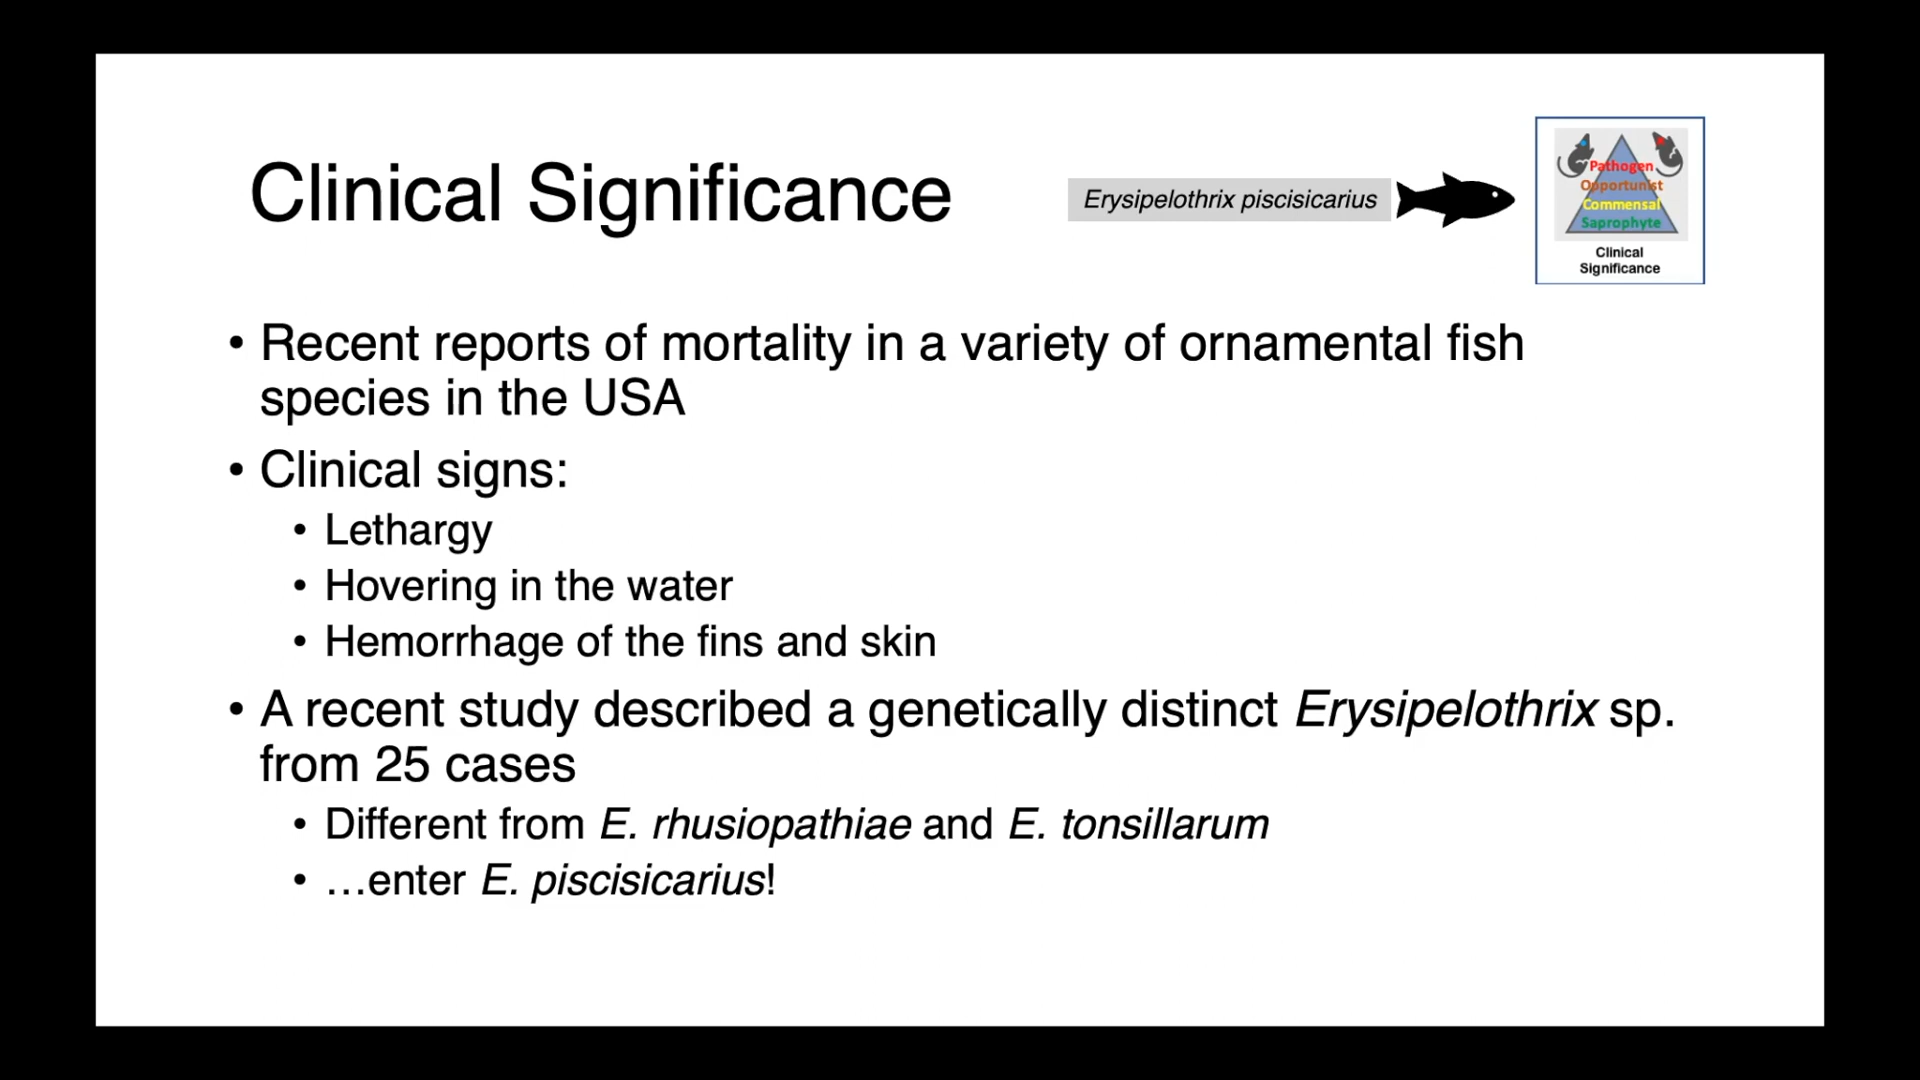 Clinical Significance
Erysipelothrix piscisicarius
Pathogen
Opportunist
Commensal
Saprophyte
Clinical
Significance
• Recent reports of mortality in a variety of ornamental fish
species in the USA
• Clinical signs:
• Lethargy
• Hovering in the water
• Hemorrhage of the fins and skin
• A recent study described a genetically distinct Erysipelothrix sp.
from 25 cases
• Different from E. rhusiopathiae and E. tonsillarum
• …enter E. piscisicarius!